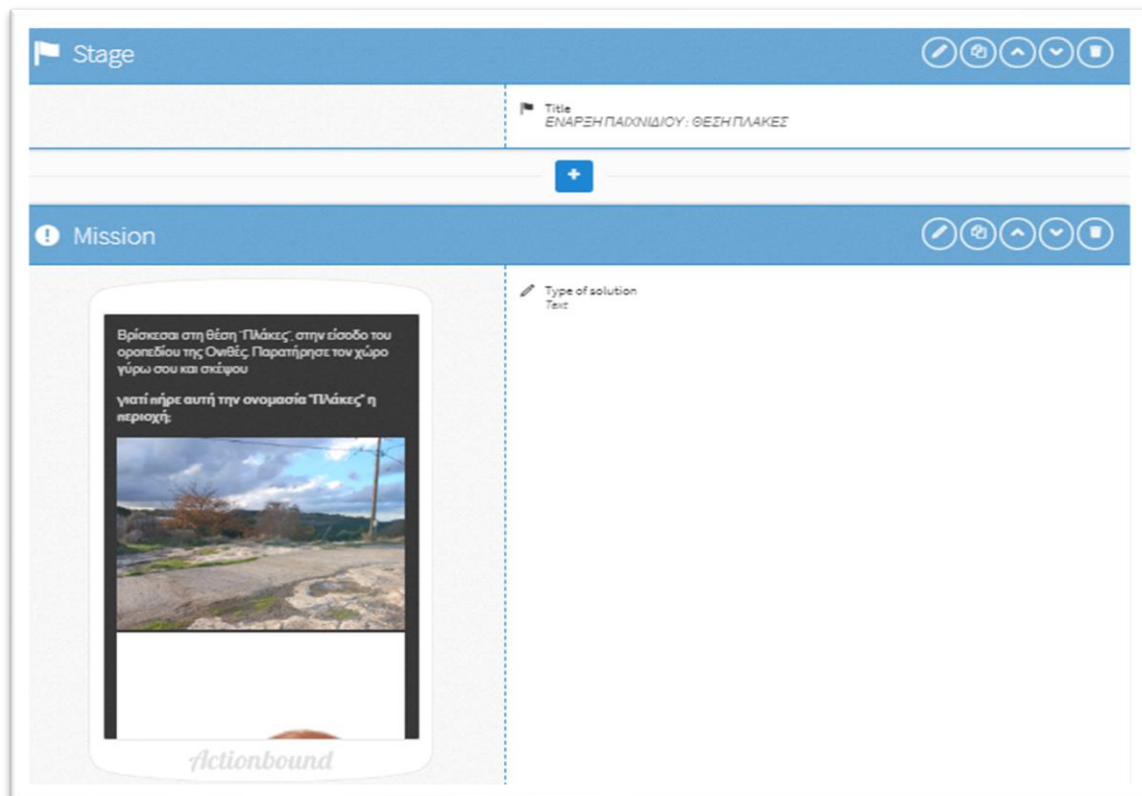 Stage
Title
ΕΝΑΡΞΗ ΠΑΙΧΝΙΔΙΟΥ: ΘΕΣΗ ΠΛΑΚΕΣ
Mission
Type of solution
Text
Βρίσκεσαι στη θέση "Πλάκες", στην είσοδο του
οροπεδίου της Ονιθές. Παρατήρησε τον χώρο
γύρω σου και σκέψου
γιατί πήρε αυτή την ονομασία "Πλάκες" η
περιοχή;
Actionbound